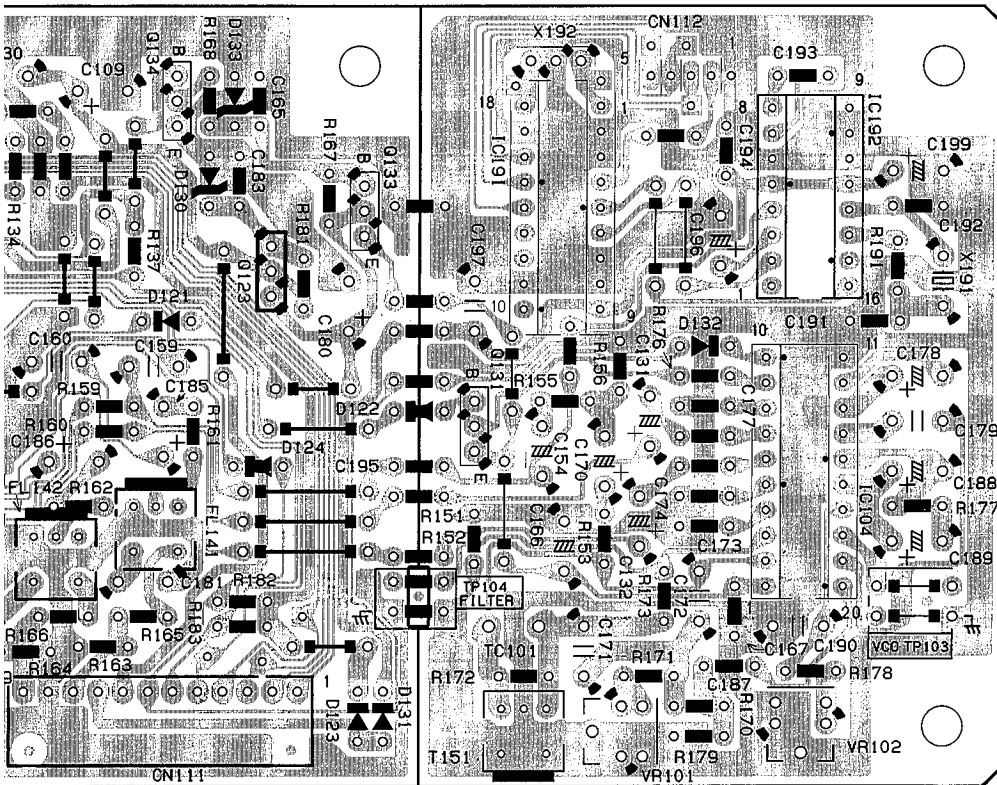 30
C109
Q134
B
R168
D133
C165
X192
CN112
5
1
C193
9
18
1
8
IC192
E
R167
B
Q133
IC191
C194
C199
C183
D130
R134
R137
R181
E
C197
C196
C192
R191
X191
Q123
D121
C180
10
9
R176
D132
1
10
C191
16
11
C160
C159
B
R155
R156
C131
C178
R159
C185
D122
C177
R160
R161
C186
D124
C179
C195
C154
C170
E
C188
FL142
R162
FL141
R151
R152
C166
R153
C174
IC104
R177
C173
C181
R182
TP104
FILTER
C132
R173
C172
1
20
C189
R183
R166
R165
R164
R163
TC101
C171
C167
C190
VCO TP103
R172
R171
C187
R178
1
D123
D131
R170
T151
R179
VR102
CN111
VR101